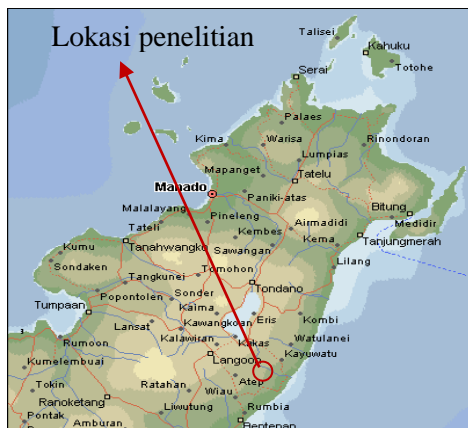 Lokasi penelitian
Talisei
Kahuku
Totohe
Serai
Palaes
Kima
Warisa
Rinondoran
Lumpias
Mapanget
Tatelu
Manado
Paniki-atas
Malalayang
Bitung
Pineleng
Airmadidi
Medidir
Tateli
Kembes
Kema
Tanjungmerah
Kumu
Tanahwangko
Sawangan
Sondaken
Lilang
Tangkunei
Tomohon
Tondano
Popontolen
Sonder
Tumpaan
Kaima
Eris
Kombi
Lansat
Kawangkoan
Rumoon
Kalawiran
Kakas
Watulanei
Langoon
Kayuwatu
Kumelembuai
Tokin
Ratahan
Atep
Ranoketang
Wiau
Liwutung
Rumbia
Pontak
Amburan
Bentenan